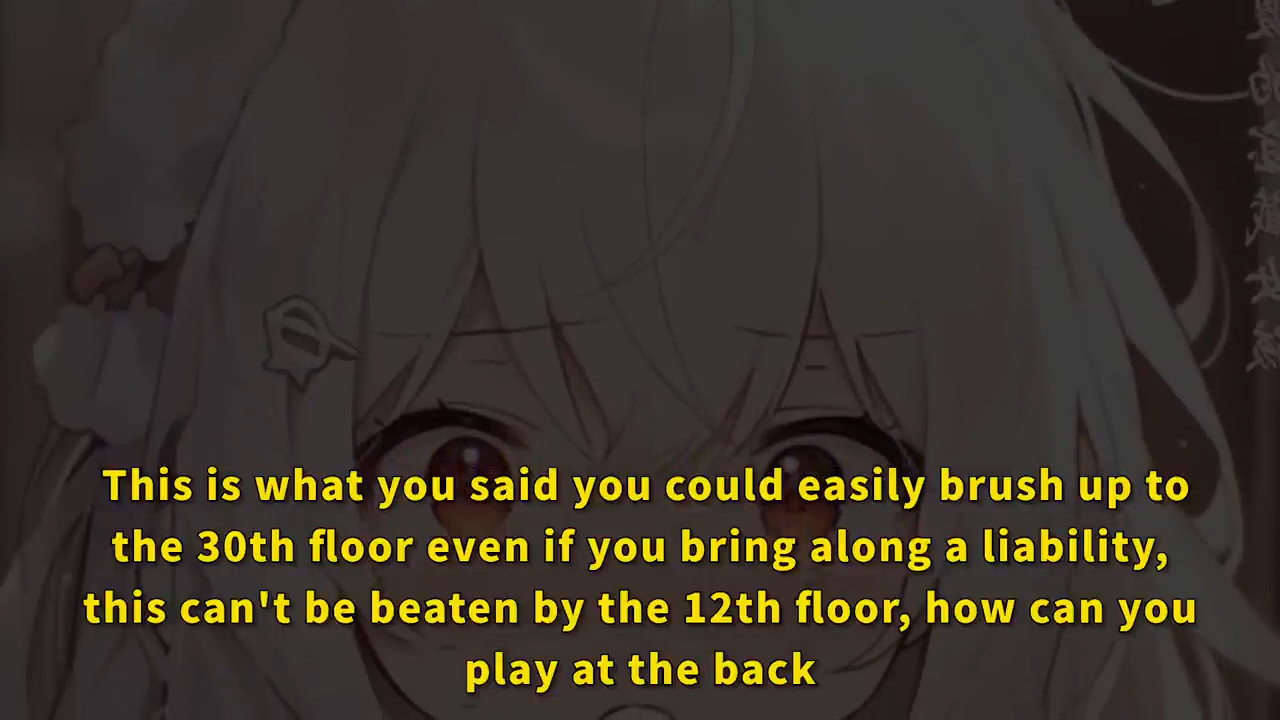 This is what you said you could easily brush up to
the 30th floor even if you bring along a liability,
this can't be beaten by the 12th floor, how can you
play at the back